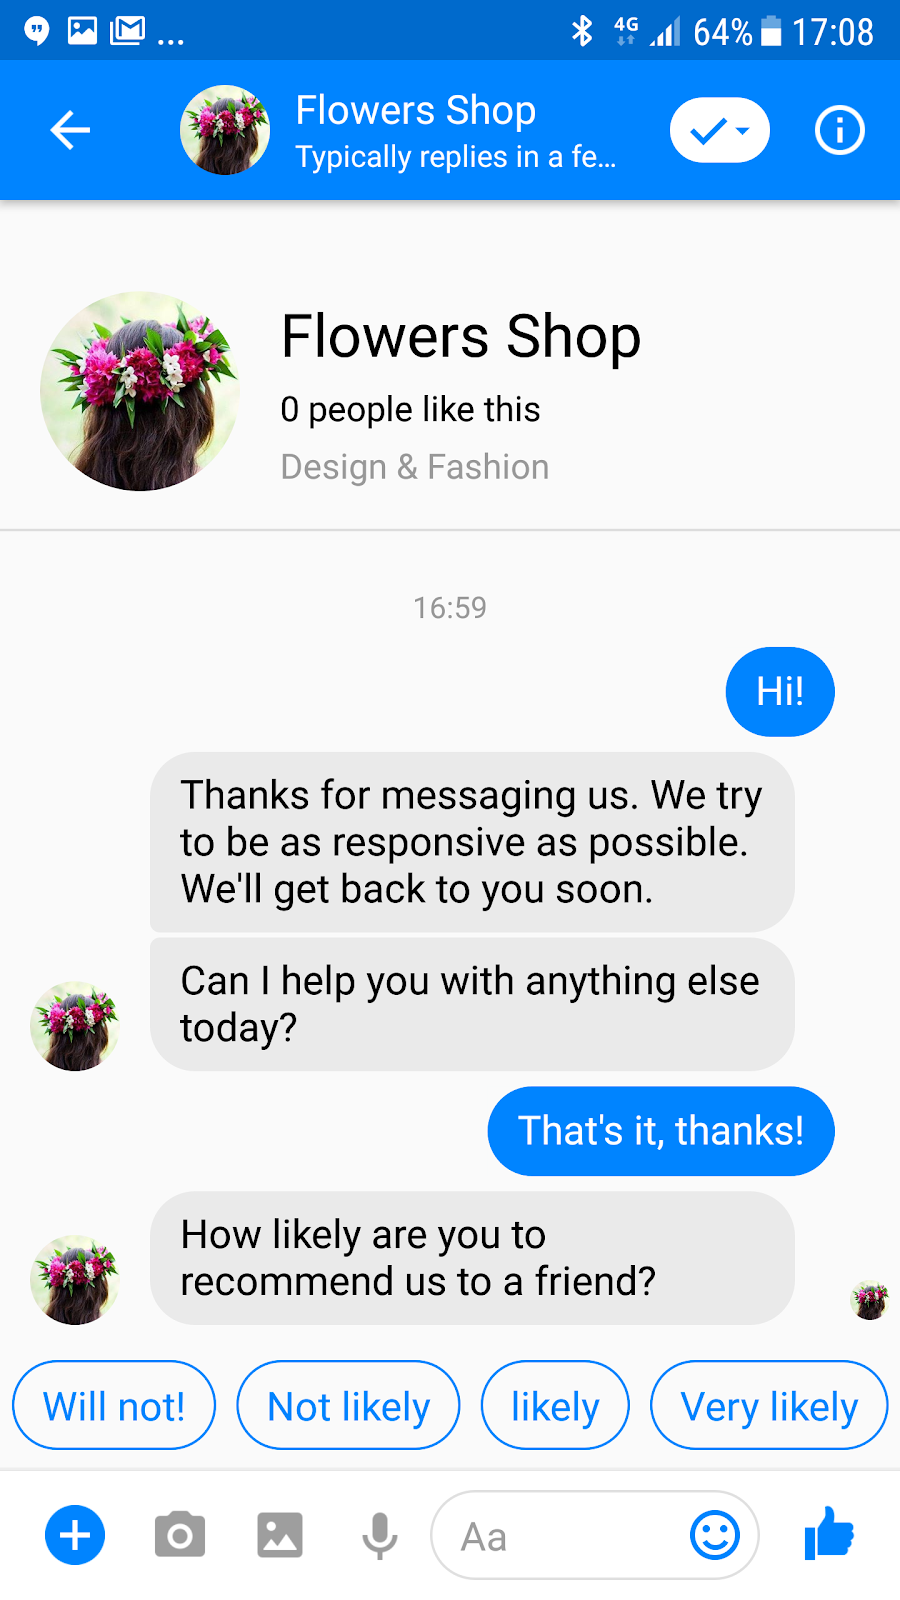 ... 4G 64% 17:08
Flowers Shop
Typically replies in a fe...
Flowers Shop
0 people like this
Design & Fashion
16:59
Hi!
Thanks for messaging us. We try
to be as responsive as possible.
We'll get back to you soon.
Can I help you with anything else
today?
That's it, thanks!
How likely are you to
recommend us to a friend?
Will not! Not likely likely Very likely
Aa